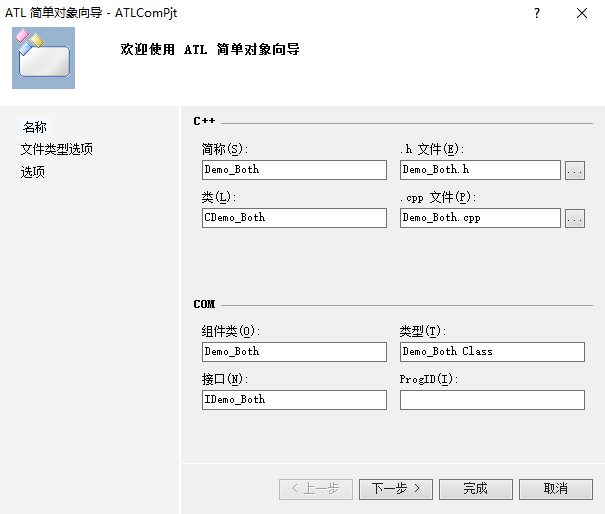 ATL 简单对象向导 - ATLComPjt
?
欢迎使用 ATL 简单对象向导
名称
文件类型选项
选项
C++
简称(S): .h 文件(E):
Demo_Both Demo_Both.h ...
类(L): .cpp 文件(P):
CDemo_Both Demo_Both.cpp ...
COM
组件类(O): 类型(T):
Demo_Both Demo_Both Class
接口(N): ProgID(I):
IDemo_Both
< 上一步 下一步 > 完成 取消